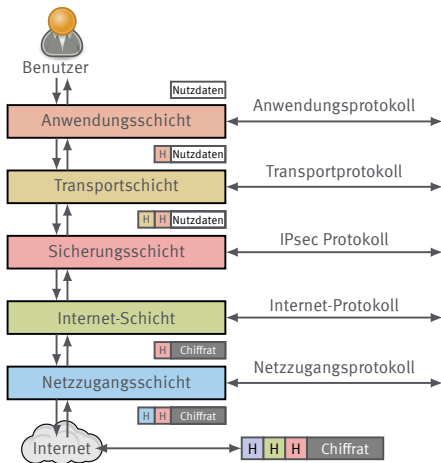 Benutzer
Nutzdaten
Anwendungsschicht
Anwendungsprotokoll
H Nutzdaten
Transportschicht
Transportprotokoll
H H Nutzdaten
Sicherungsschicht
IPsec Protokoll
Internet-Schicht
Internet-Protokoll
H Chiffrat
Netzzugangsschicht
Netzzugangsprotokoll
H H Chiffrat
Internet
H H H Chiffrat